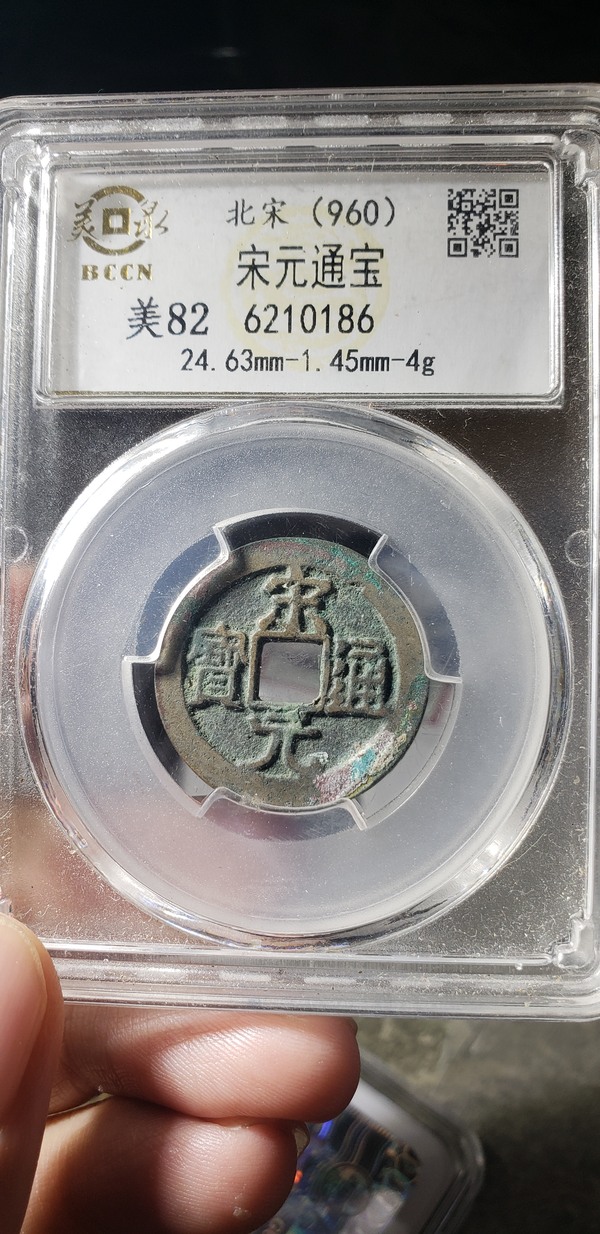 美泉
BCCN
北宋（960）
宋元通宝
美82 6210186
24.63mm-1.45mm-4g
宋元通寶